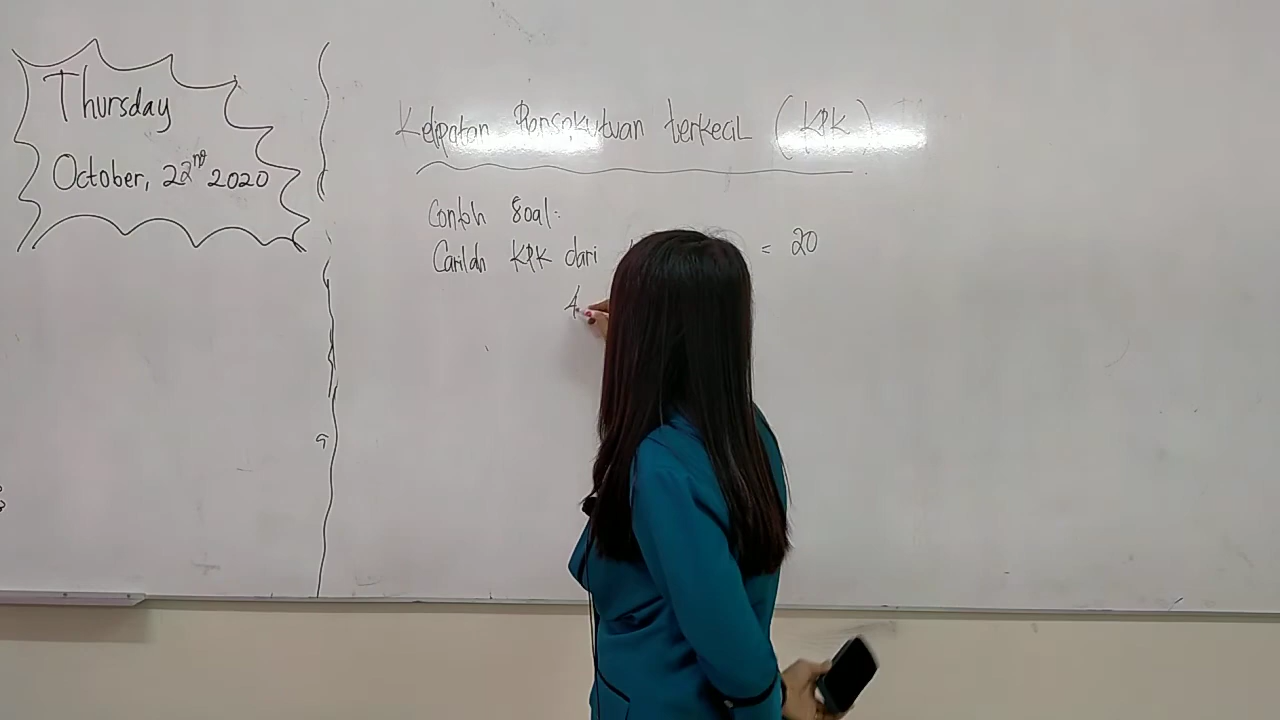 Thursday
October, 22nd 2020
Kelipatan Persekutuan terkecil (KPK)
Contoh Soal:
Carilah KPK dari = 20
4